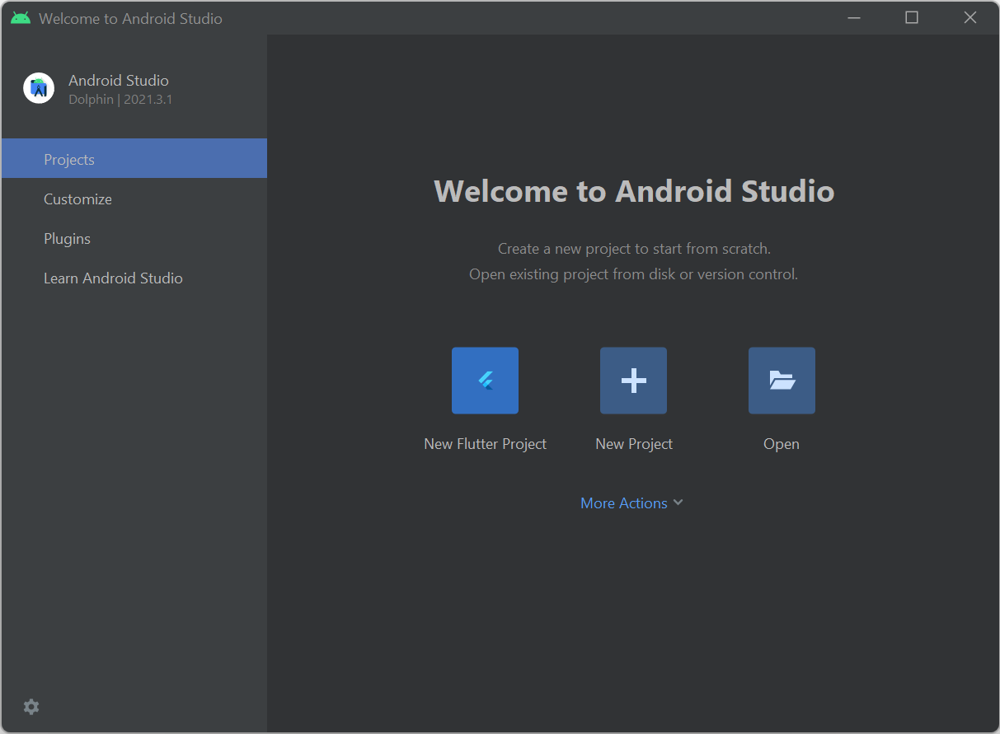 Welcome to Android Studio
Android Studio
Dolphin | 2021.3.1
Projects
Customize
Plugins
Learn Android Studio
Welcome to Android Studio
Create a new project to start from scratch.
Open existing project from disk or version control.
New Flutter Project
New Project
Open
More Actions